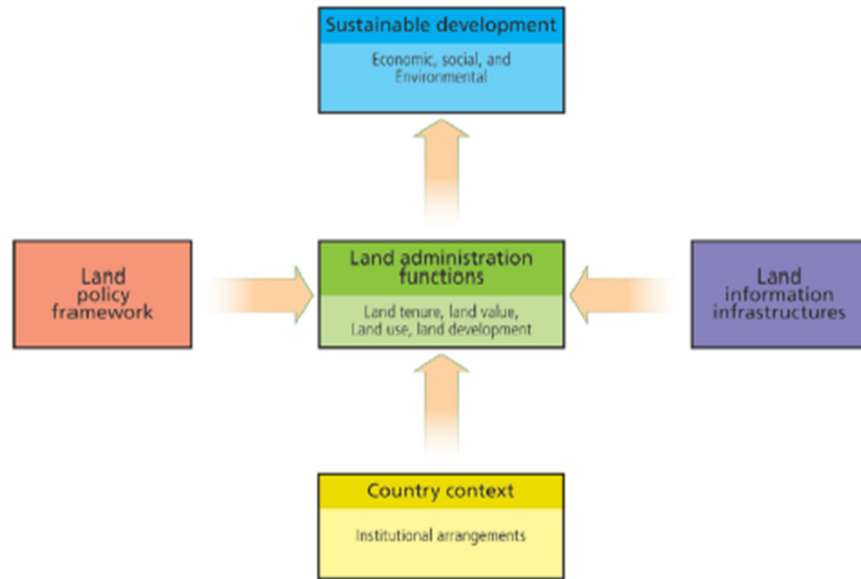 Sustainable development
Economic, social, and
Environmental
Land
policy
framework
Land administration
functions
Land tenure, land value,
Land use, land development
Land
information
infrastructures
Country context
Institutional arrangements